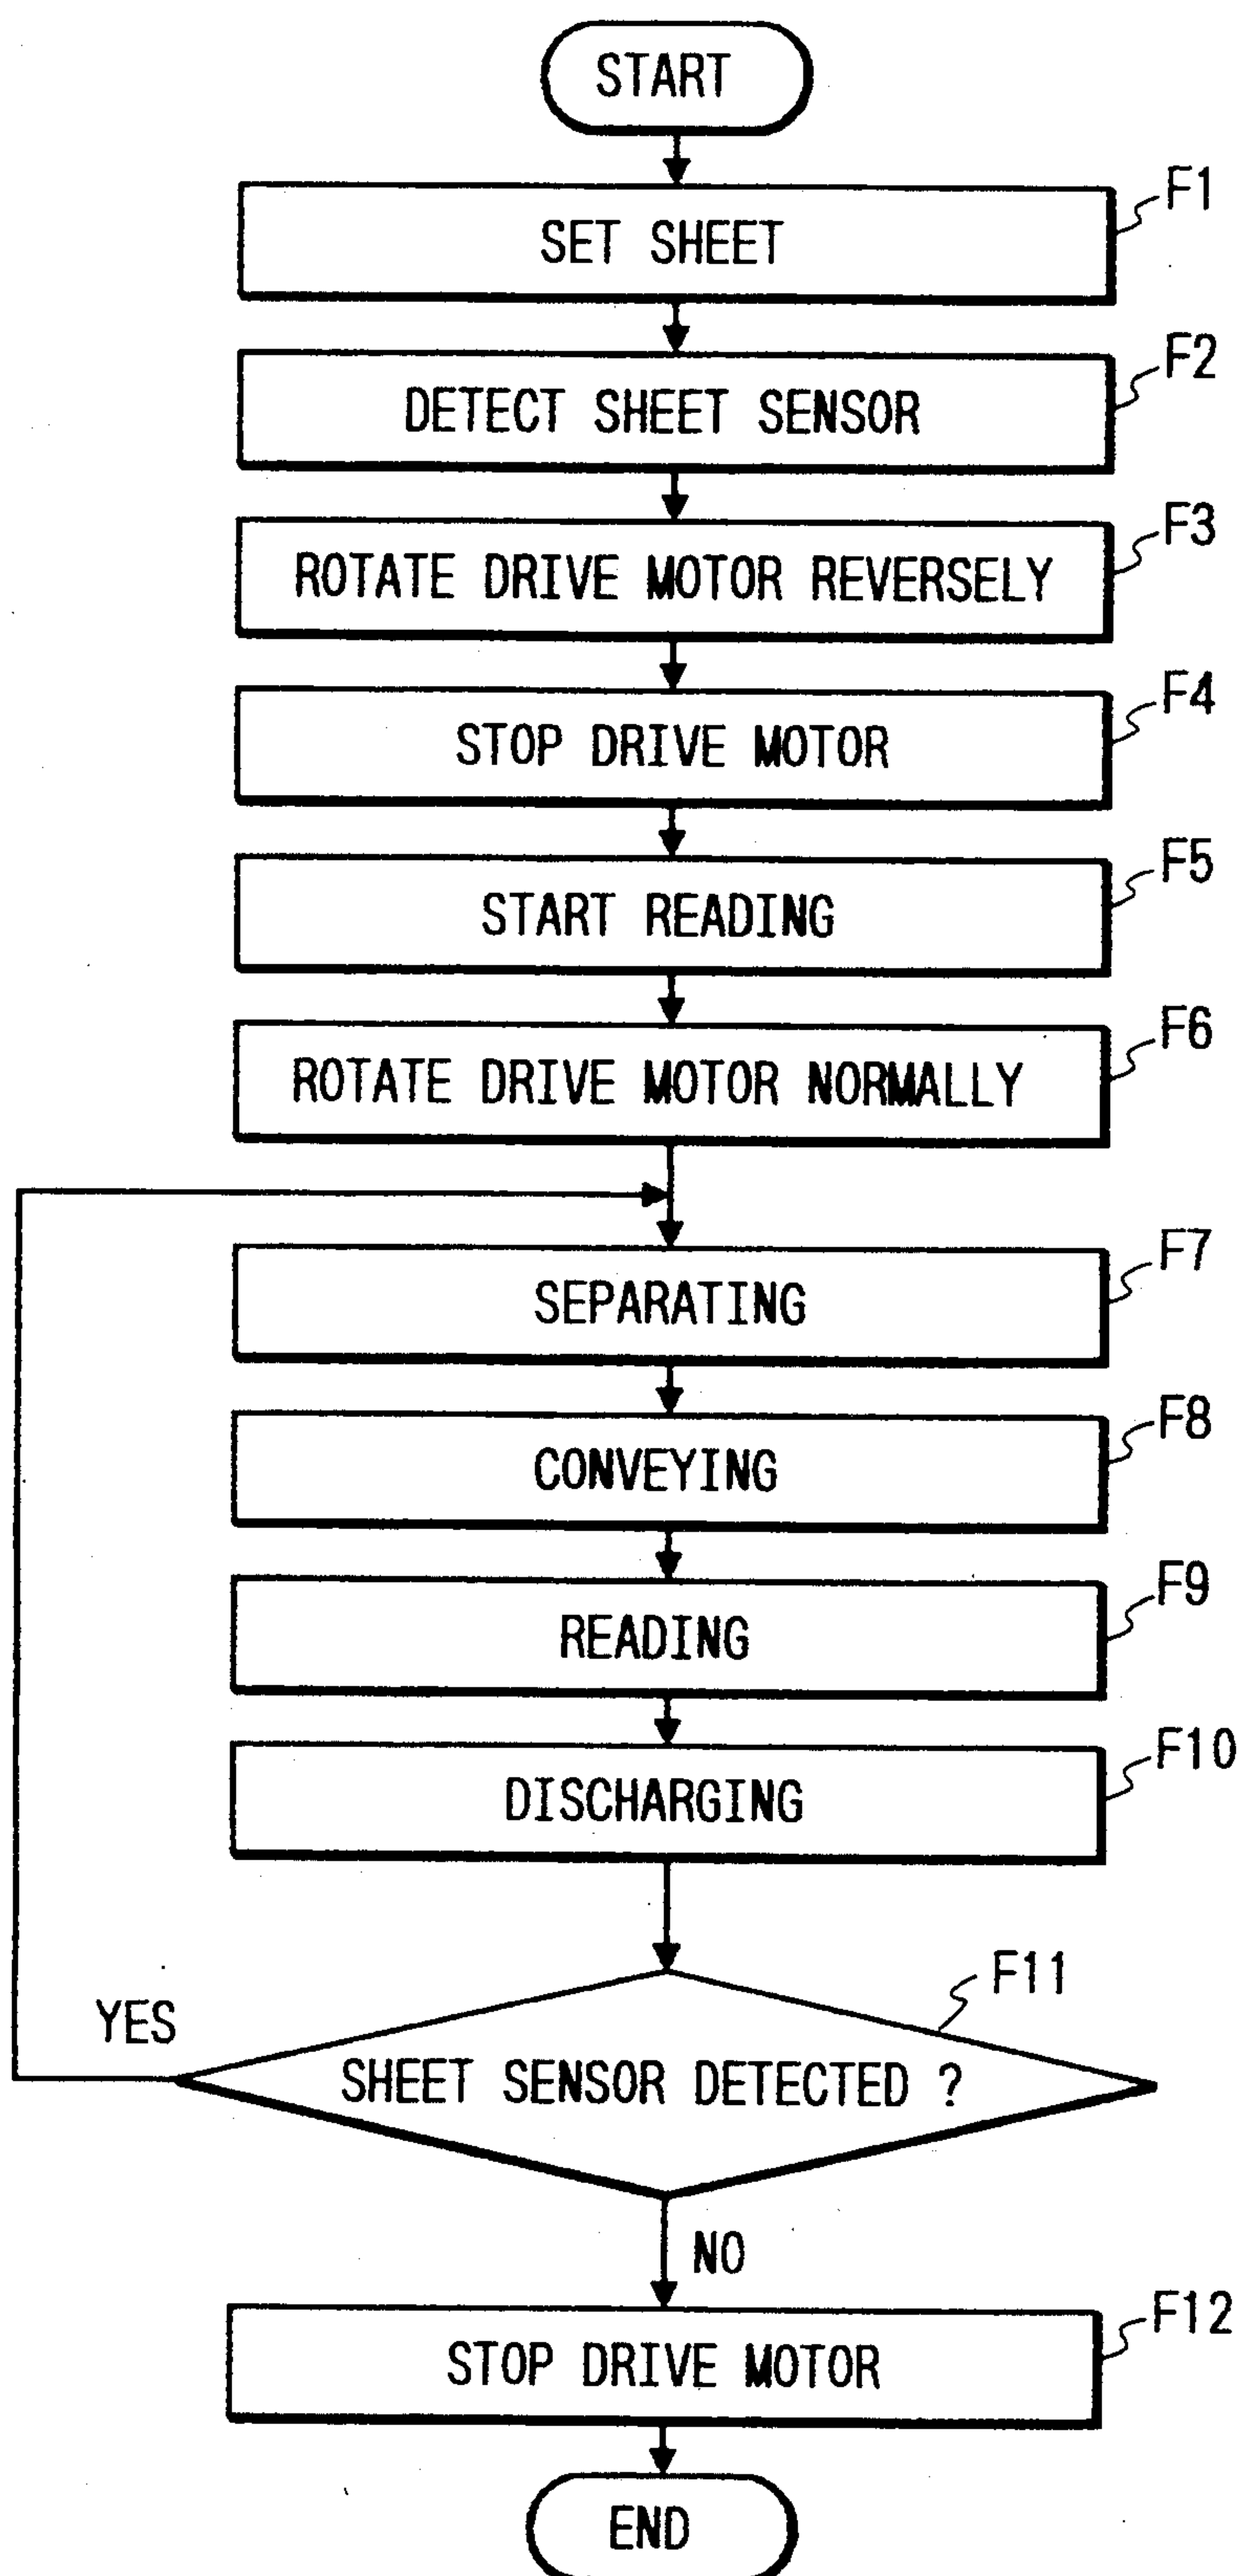 START
F1
SET SHEET
F2
DETECT SHEET SENSOR
F3
ROTATE DRIVE MOTOR REVERSELY
F4
STOP DRIVE MOTOR
F5
START READING
F6
ROTATE DRIVE MOTOR NORMALLY
F7
SEPARATING
F8
CONVEYING
F9
READING
F10
DISCHARGING
F11
YES
SHEET SENSOR DETECTED ?
NO
F12
STOP DRIVE MOTOR
END